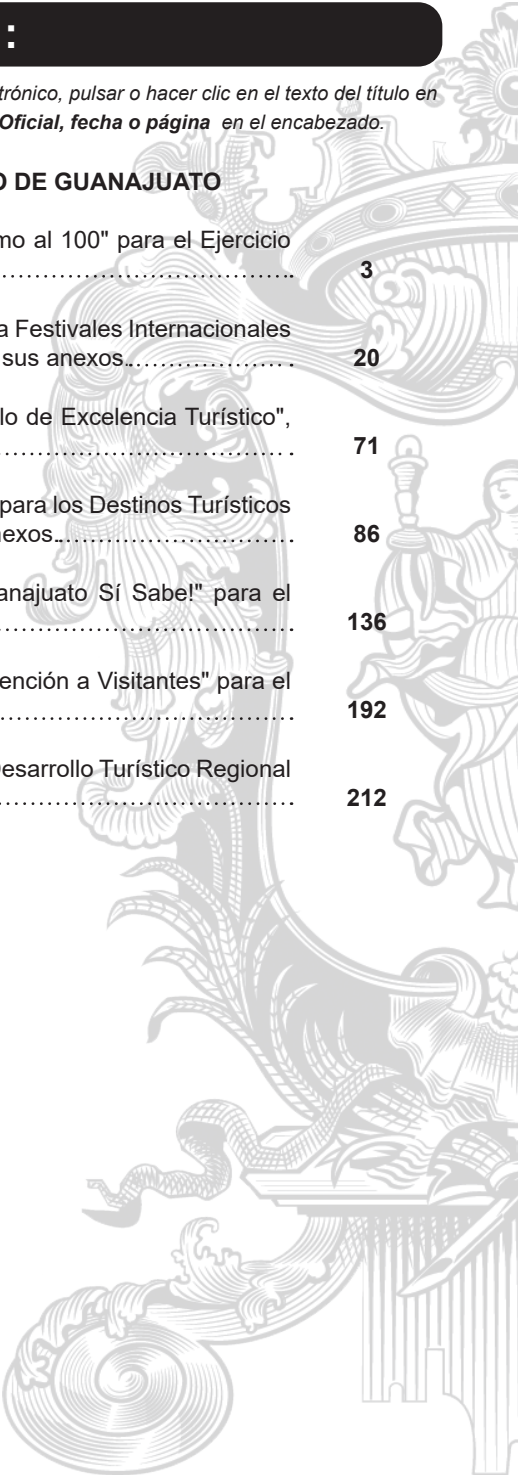 :
trónico, pulsar o hacer clic en el texto del título en
Oficial, fecha o página en el encabezado.
O DE GUANAJUATO
mo al 100" para el Ejercicio
3
a Festivales Internacionales
sus anexos.
20
lo de Excelencia Turístico",
71
para los Destinos Turísticos
nexos.
86
anajuato Sí Sabe!" para el
136
ención a Visitantes" para el
192
Desarrollo Turístico Regional
212